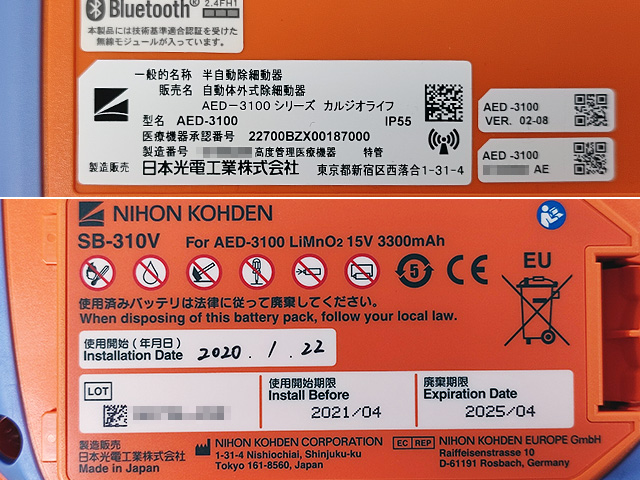 Bluetooth®
2.4FH1
本製品には技術基準適合認証を受けた
無線モジュールが入っています。
一般的名称 半自動除細動器
販売名 自動体外式除細動器
AED-3100 シリーズ カルジオライフ
型名 AED-3100 IP55
医療機器承認番号 22700BZX00187000
製造番号 高度管理医療機器 特管
製造販売 日本光電工業株式会社 東京都新宿区西落合1-31-4
AED -3100
VER. 02-08
AED -3100
AE
NIHON KOHDEN
SB-310V For AED-3100 LiMnO2 15V 3300mAh
5
CE
EU
使用済みバッテリは法律に従って廃棄してください。
When disposing of this battery pack, follow your local law.
使用開始（年月日）
Installation Date 2020.1.22
LOT
使用開始期限
Install Before
2021/04
廃棄期限
Expiration Date
2025/04
製造販売
日本光電工業株式会社
Made in Japan
NIHON KOHDEN CORPORATION
1-31-4 Nishiochiai, Shinjuku-ku
Tokyo 161-8560, Japan
EC REP NIHON KOHDEN EUROPE GmbH
Raiffeisenstrasse 10
D-61191 Rosbach, Germany